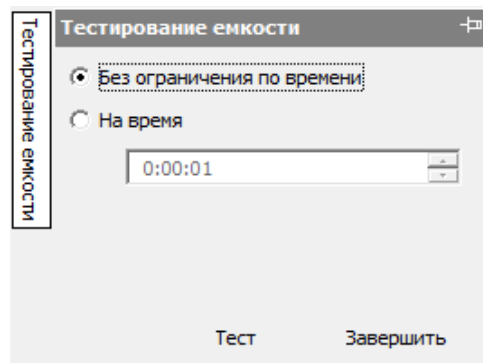 Тестирование емкости
Тестирование емкости
Без ограничения по времени
На время
0:00:01
Тест Завершить